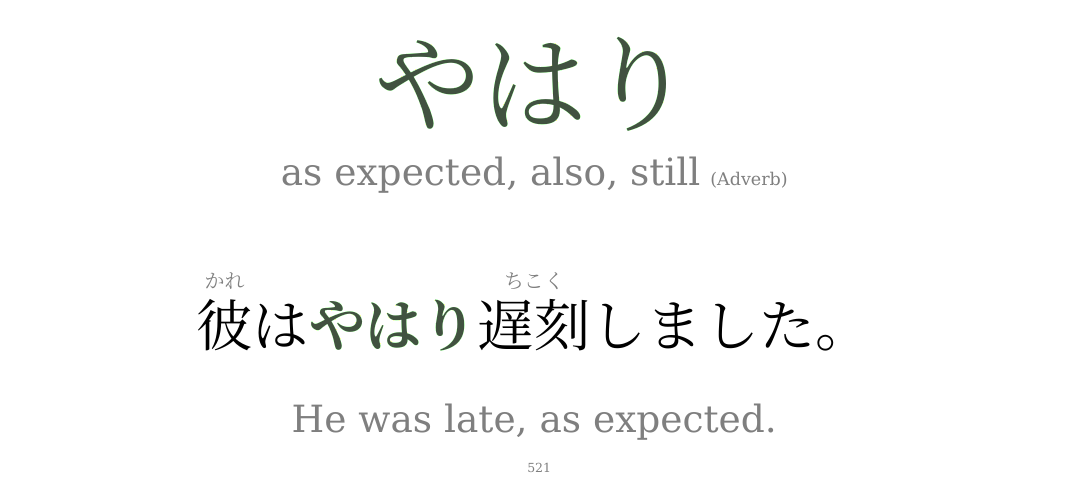 やはり
as expected, also, still (Adverb)
かれ ちこく
彼はやはり遅刻しました。
He was late, as expected.
521